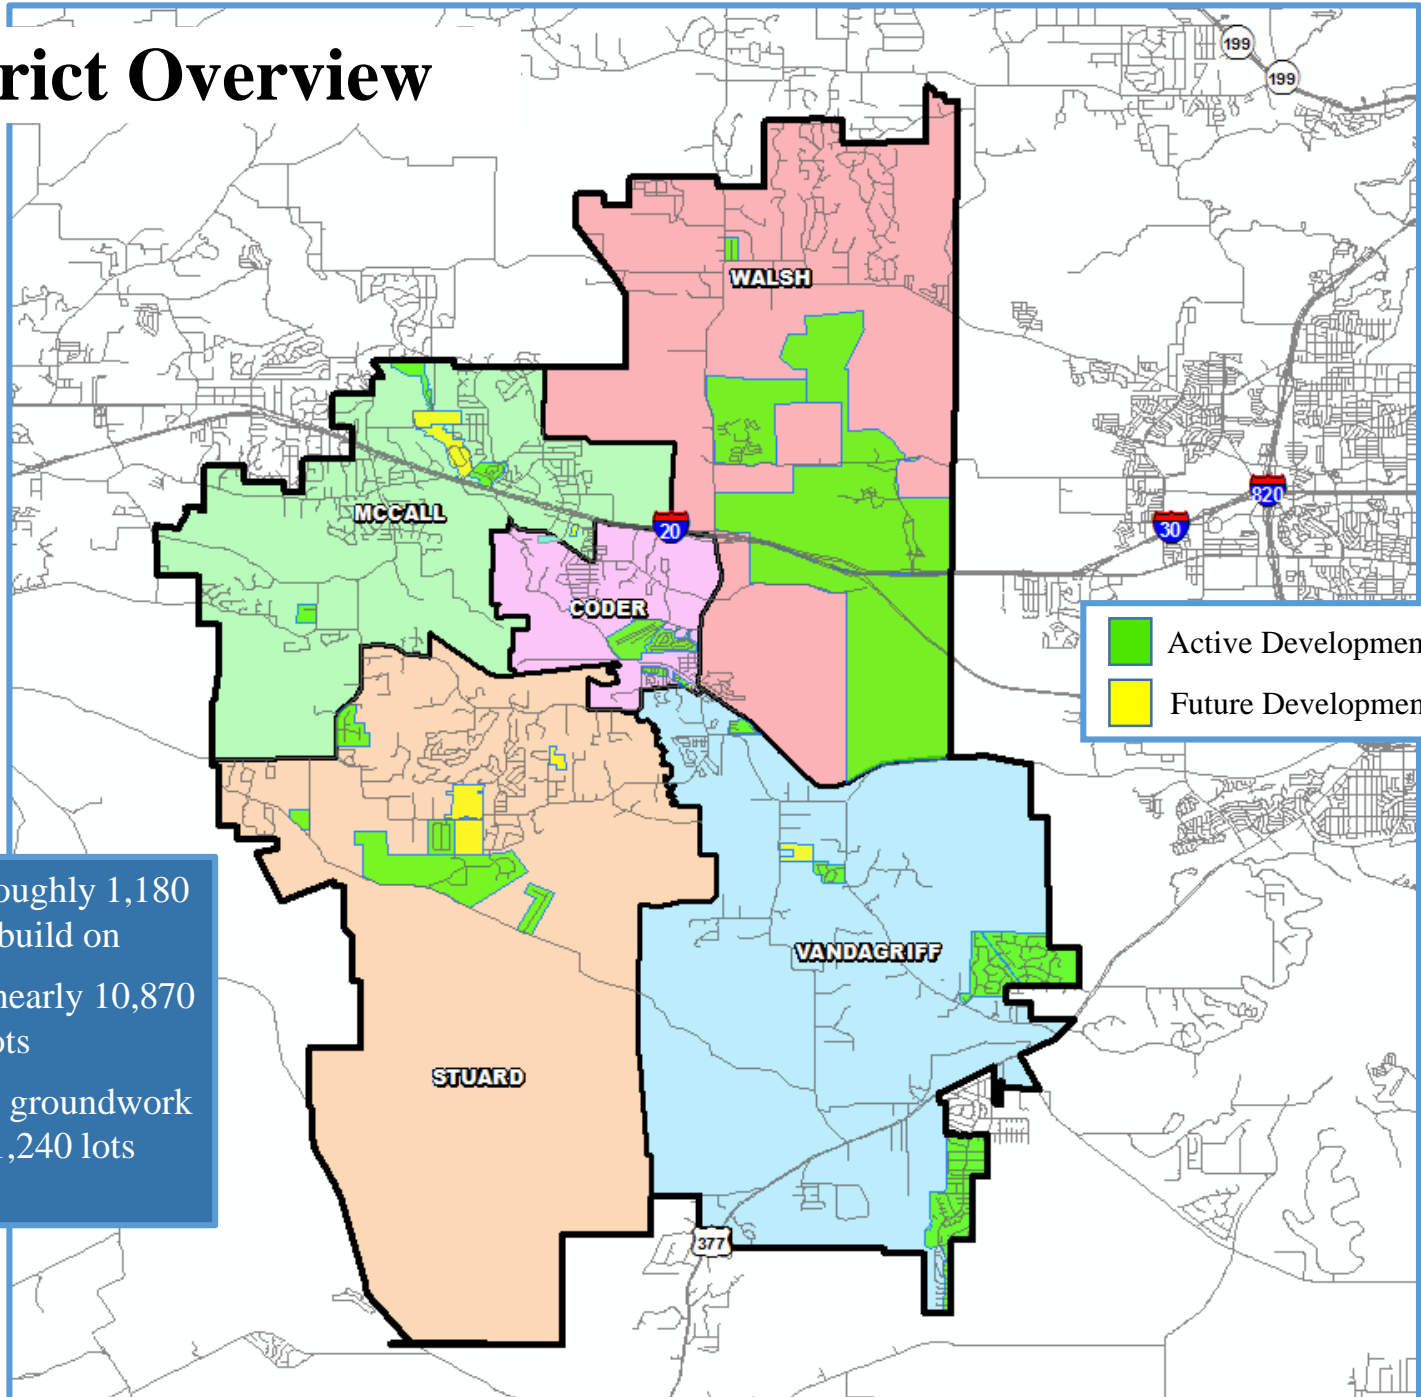 rict Overview
199
199
WALSH
820
30
20
MCCALL
CODER
Active Developmen
Future Developmen
oughly 1,180
build on
nearly 10,870
ots
groundwork
1,240 lots
VANDAGRIFF
STUARD
377